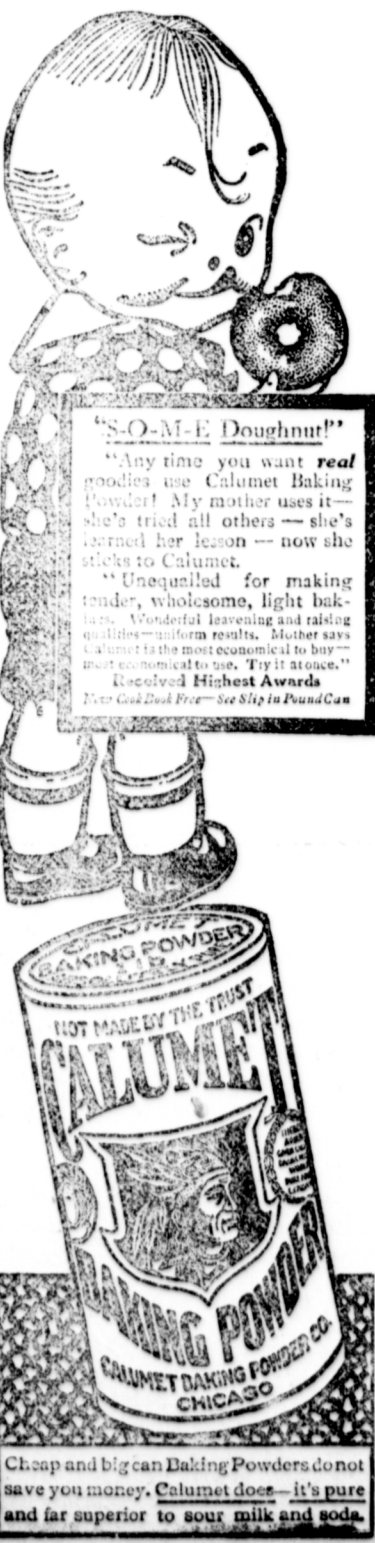 "S-O-M-E Doughnut!"
"Any time you want real
goodies use Calumet Baking
Powder! My mother uses it—
she's tried all others — she's
learned her lesson — now she
sticks to Calumet.
"Unequalled for making
tender, wholesome, light bak-
ings. Wonderful leavening and raising
qualities—uniform results. Mother says
Calumet is the most economical to buy—
most economical to use. Try it at once."
Received Highest Awards
New Cook Book Free—See Slip in Pound Can
CALUMET
BAKING POWDER
NOT MADE BY THE TRUST
CALUMET
BAKING POWDER
CALUMET BAKING POWDER CO.
CHICAGO
Cheap and big can Baking Powders do not
save you money. Calumet does—it's pure
and far superior to sour milk and soda.